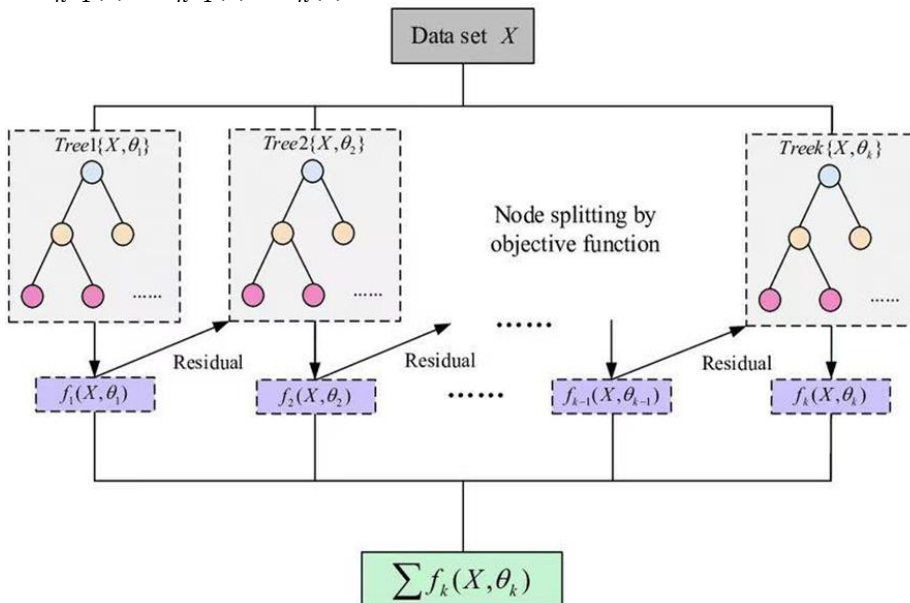 Data set X
Tree1{X,θ₁}
Tree2{X,θ₂}
Treek{X,θₖ}
Node splitting by
objective function
......
......
......
......
Residual
Residual
Residual
f₁(X,θ₁)
f₂(X,θ₂)
......
fₖ₋₁(X,θₖ₋₁)
fₖ(X,θₖ)
∑fₖ(X,θₖ)